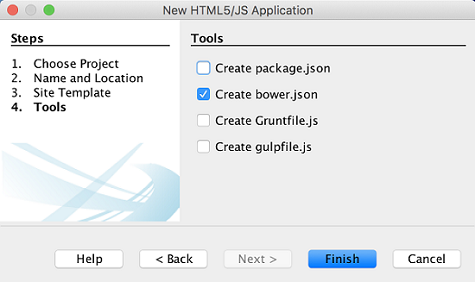 New HTML5/JS Application
Steps
1. Choose Project
2. Name and Location
3. Site Template
4. Tools
Tools
Create package.json
Create bower.json
Create Gruntfile.js
Create gulpfile.js
Help
< Back
Next >
Finish
Cancel